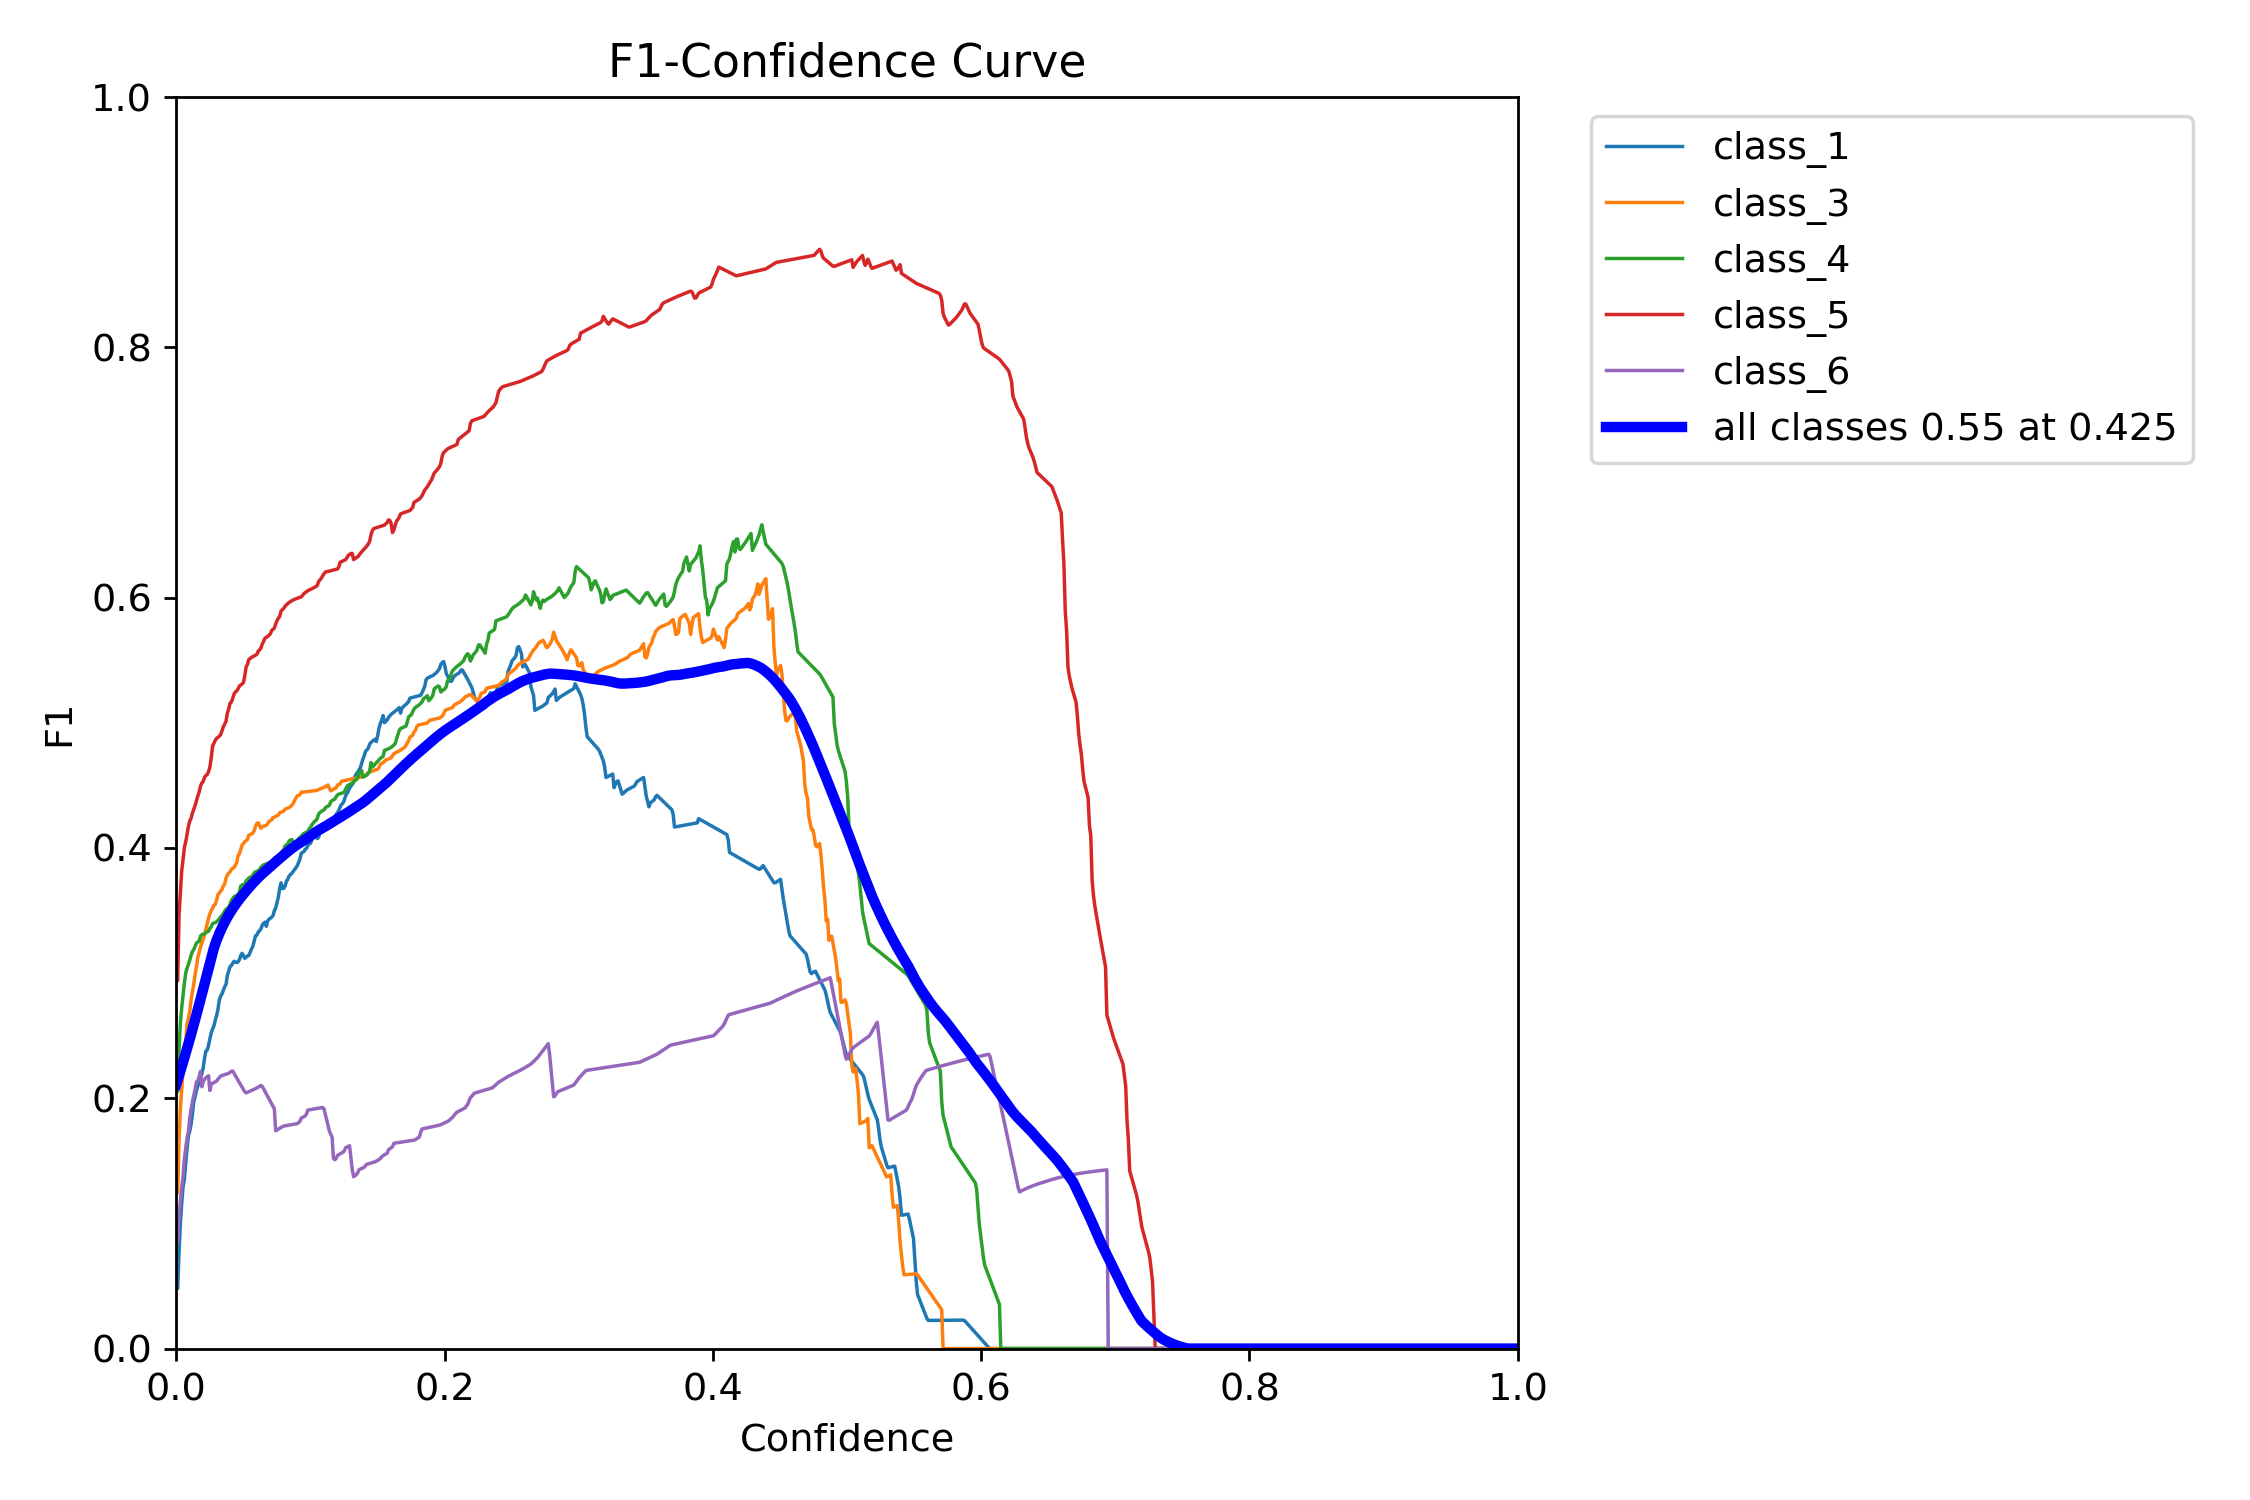 F1-Confidence Curve
1.0
0.8
0.6
0.4
0.2
0.0
F1
0.0 0.2 0.4 0.6 0.8 1.0
Confidence
class_1
class_3
class_4
class_5
class_6
all classes 0.55 at 0.425